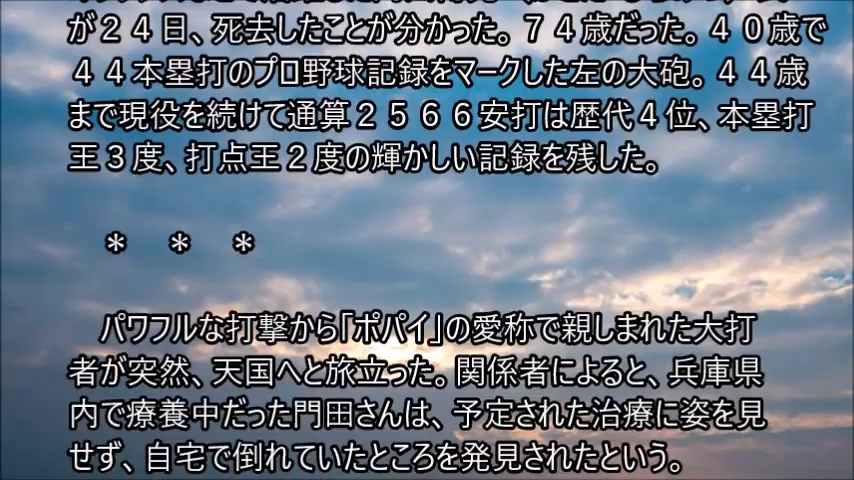 が２４日、死去したことが分かった。７４歳だった。４０歳で
４４本塁打のプロ野球記録をマークした左の大砲。４４歳
まで現役を続けて通算２５６６安打は歴代４位、本塁打
王３度、打点王２度の輝かしい記録を残した。
＊　＊　＊
パワフルな打撃から「ポパイ」の愛称で親しまれた大打
者が突然、天国へと旅立った。関係者によると、兵庫県
内で療養中だった門田さんは、予定された治療に姿を見
せず、自宅で倒れていたところを発見されたという。